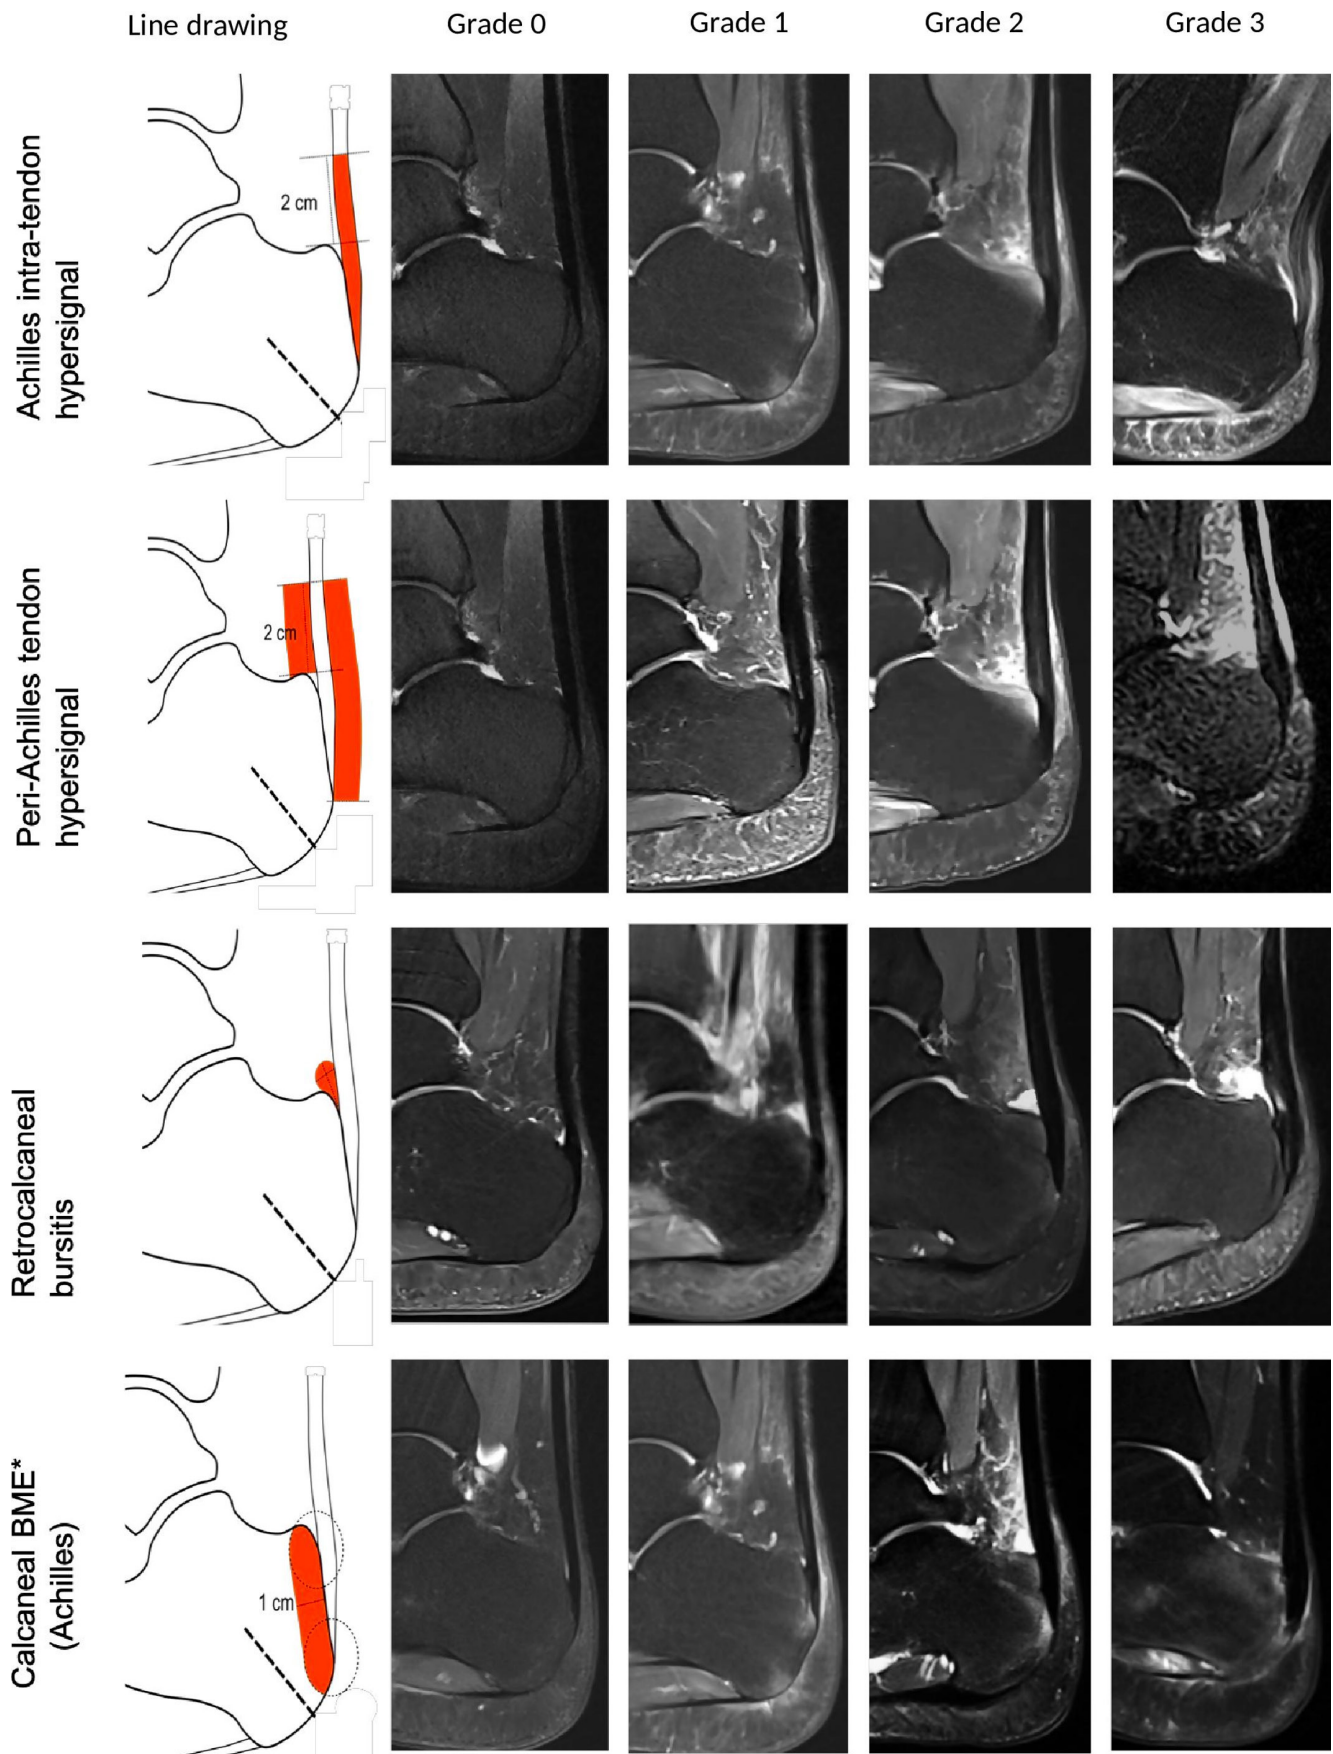 Line drawing
Grade 0
Grade 1
Grade 2
Grade 3
Achilles intra-tendon
hypersignal
2 cm
Peri-Achilles tendon
hypersignal
2 cm
Retrocalcaneal
bursitis
Calcaneal BME*
(Achilles)
1 cm